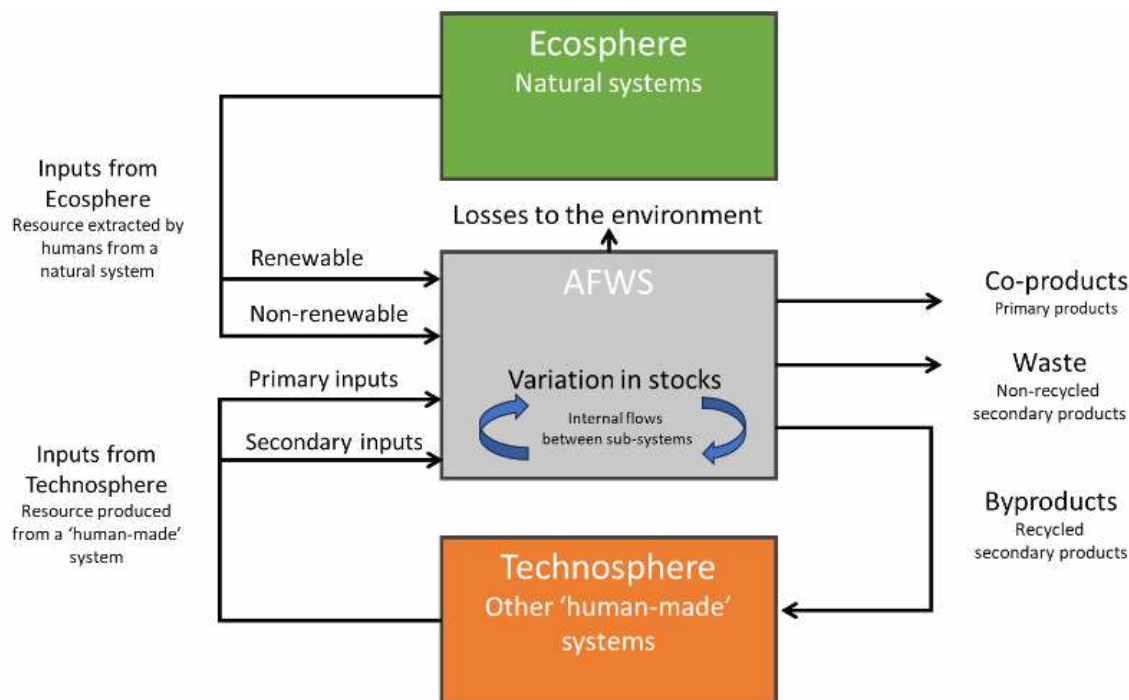 Ecosphere
Natural systems
Inputs from
Ecosphere
Resource extracted by
humans from a
natural system
Losses to the environment
Renewable
Non-renewable
AFWS
Co-products
Primary products
Primary inputs
Secondary inputs
Variation in stocks
Internal flows
between sub-systems
Waste
Non-recycled
secondary products
Inputs from
Technosphere
Resource produced
from a ‘human-made’
system
Byproducts
Recycled
secondary products
Technosphere
Other ‘human-made’
systems